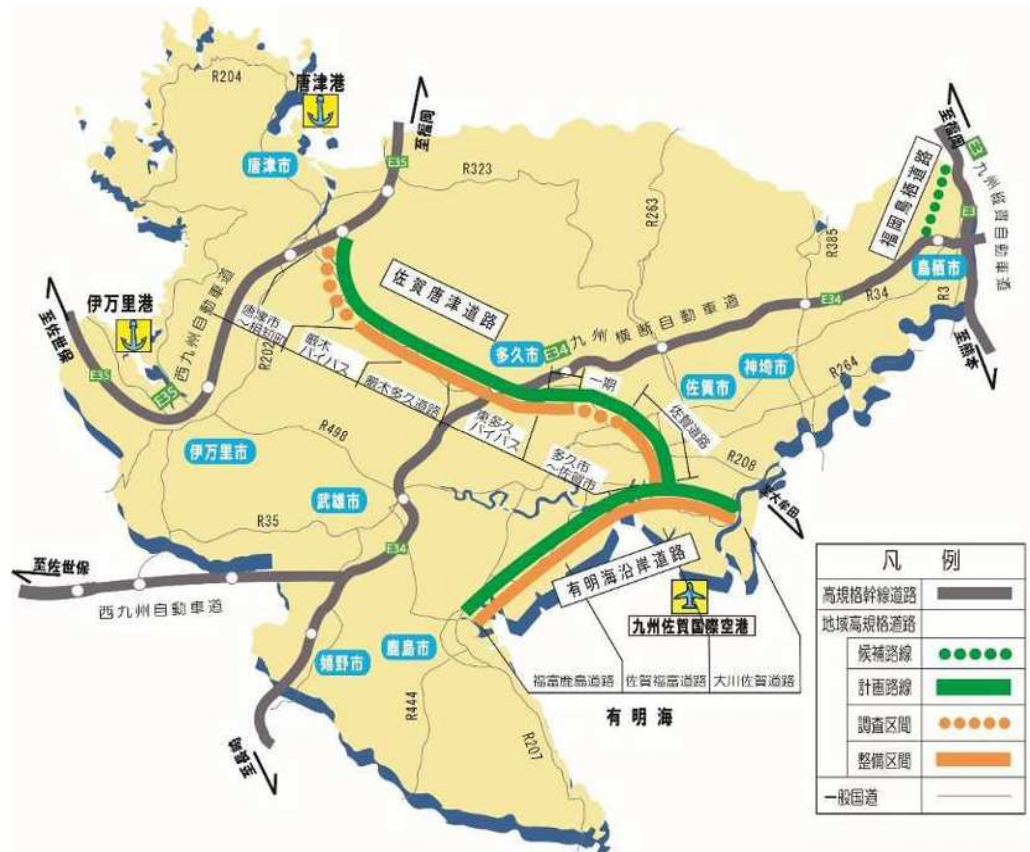 R204
唐津港
唐津市
至福岡
E35
R323
R263
R385
至福岡
E3
九州縦貫自動車道
福岡鳥栖道路
E3
鳥栖市
R3
R34
E34
至熊本
伊万里港
至佐世保
E35
E35
西九州自動車道
R202
唐津市
～相知町
厳木
バイパス
厳木多久道路
佐賀唐津道路
多久市
E34
九州横断自動車道
一期
佐賀市
神埼市
R264
佐賀道路
東多久
バイパス
多久市
～佐賀市
R208
至大牟田
伊万里市
R498
武雄市
R35
E34
至佐世保
西九州自動車道
有明海沿岸道路
九州佐賀国際空港
嬉野市
鹿島市
福富鹿島道路
佐賀福富道路
大川佐賀道路
有明海
R444
R207
至長崎
凡 例
高規格幹線道路
地域高規格道路
候補路線
計画路線
調査区間
整備区間
一般国道